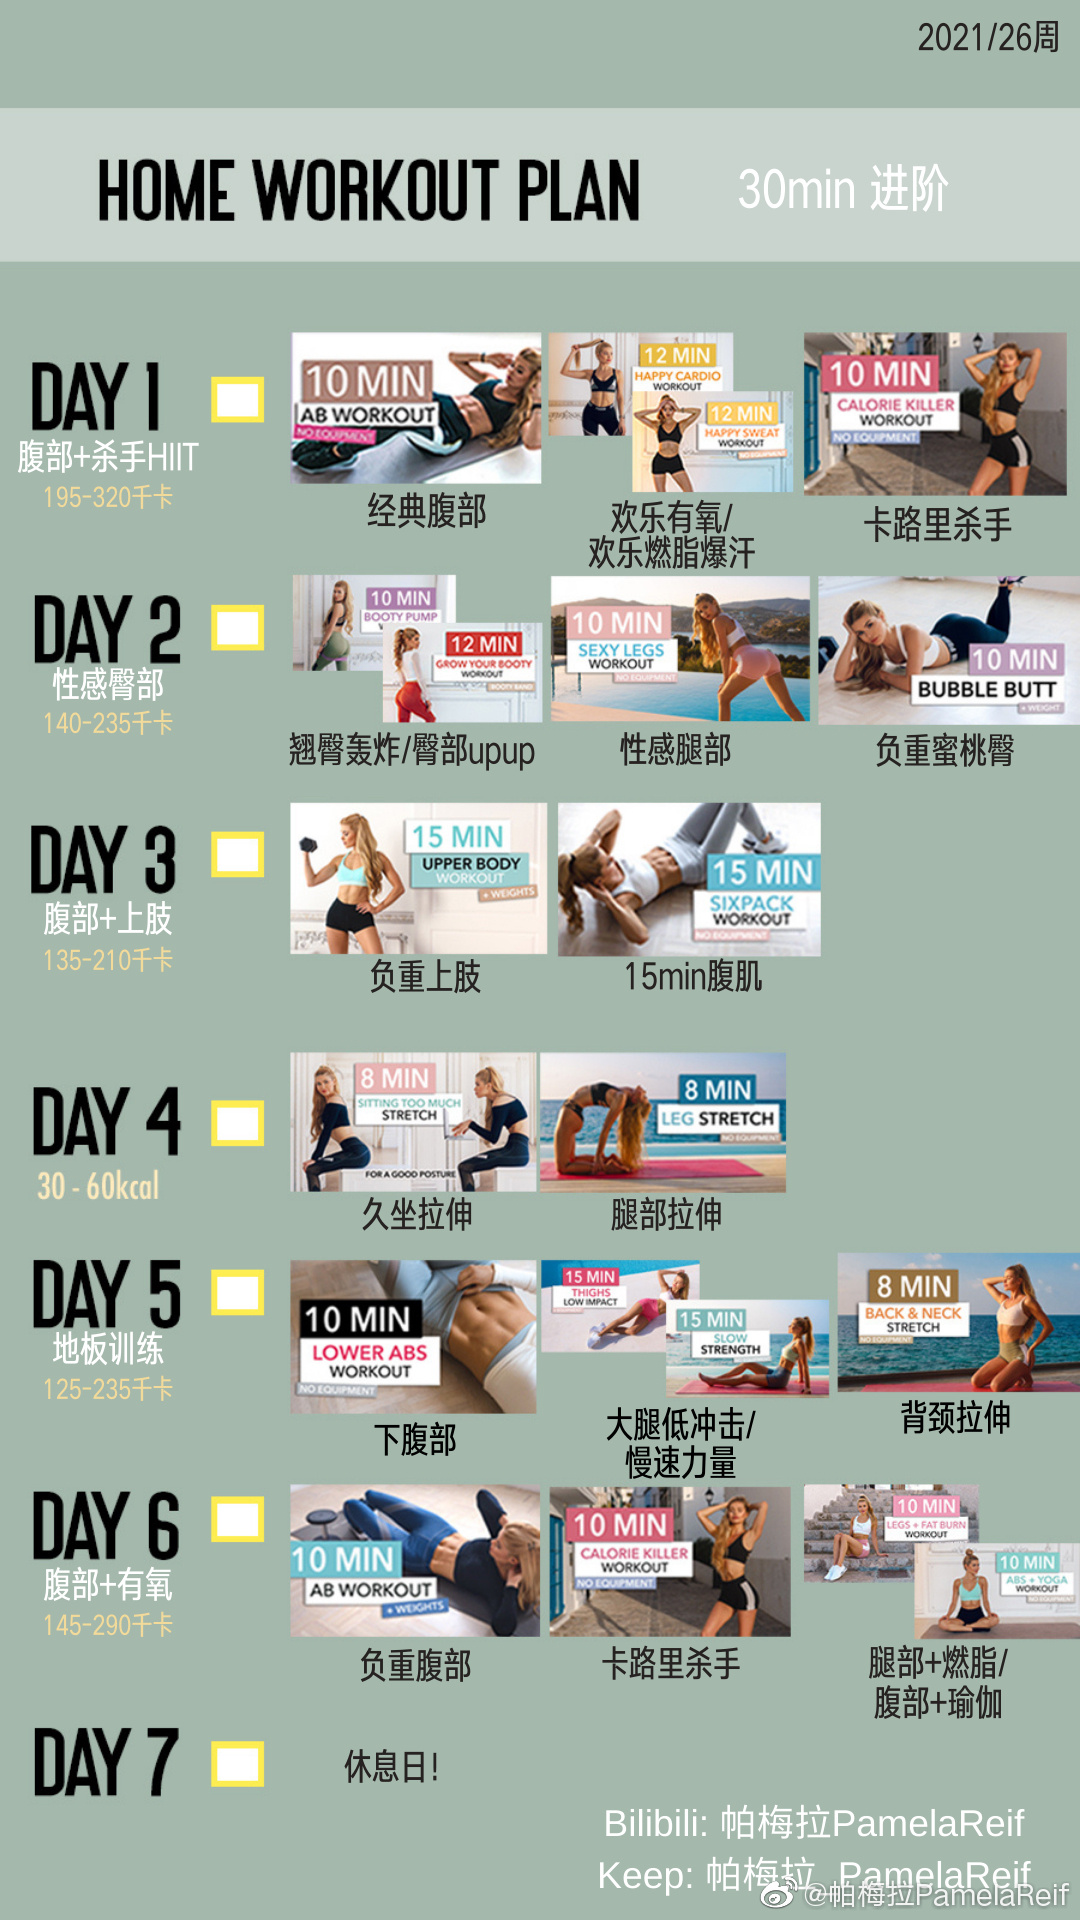 2021/26周
HOME WORKOUT PLAN
30min 进阶
DAY 1
腹部+杀手HIIT
195-320千卡
10 MIN
AB WORKOUT
NO EQUIPMENT
经典腹部
12 MIN
HAPPY CARDIO
WORKOUT
12 MIN
HAPPY SWEAT
WORKOUT
NO EQUIPMENT
欢乐有氧/
欢乐燃脂爆汗
10 MIN
CALORIE KILLER
WORKOUT
NO EQUIPMENT
卡路里杀手
DAY 2
性感臀部
140-235千卡
10 MIN
BOOTY PUMP
12 MIN
GROW YOUR BOOTY
WORKOUT
BOOTY BAND
翘臀轰炸/臀部upup
10 MIN
SEXY LEGS
WORKOUT
NO EQUIPMENT
性感腿部
10 MIN
BUBBLE BUTT
+ WEIGHT
负重蜜桃臀
DAY 3
腹部+上肢
135-210千卡
15 MIN
UPPER BODY
WORKOUT
+ WEIGHTS
负重上肢
15 MIN
SIXPACK
WORKOUT
NO EQUIPMENT
15min腹肌
DAY 4
30 - 60kcal
8 MIN
SITTING TOO MUCH
STRETCH
FOR A GOOD POSTURE
久坐拉伸
8 MIN
LEG STRETCH
NO EQUIPMENT
腿部拉伸
DAY 5
地板训练
125-235千卡
10 MIN
LOWER ABS
WORKOUT
NO EQUIPMENT
下腹部
15 MIN
THIGHS
LOW IMPACT
15 MIN
SLOW
STRENGTH
大腿低冲击/
慢速力量
8 MIN
BACK & NECK
STRETCH
NO EQUIPMENT
背颈拉伸
DAY 6
腹部+有氧
145-290千卡
10 MIN
AB WORKOUT
+ WEIGHTS
负重腹部
10 MIN
CALORIE KILLER
WORKOUT
NO EQUIPMENT
卡路里杀手
10 MIN
LEGS + FAT BURN
WORKOUT
10 MIN
ABS + YOGA
WORKOUT
NO EQUIPMENT
腿部+燃脂/
腹部+瑜伽
DAY 7
休息日!
Bilibili: 帕梅拉PamelaReif
Keep: 帕梅拉_PamelaReif
@帕梅拉PamelaReif